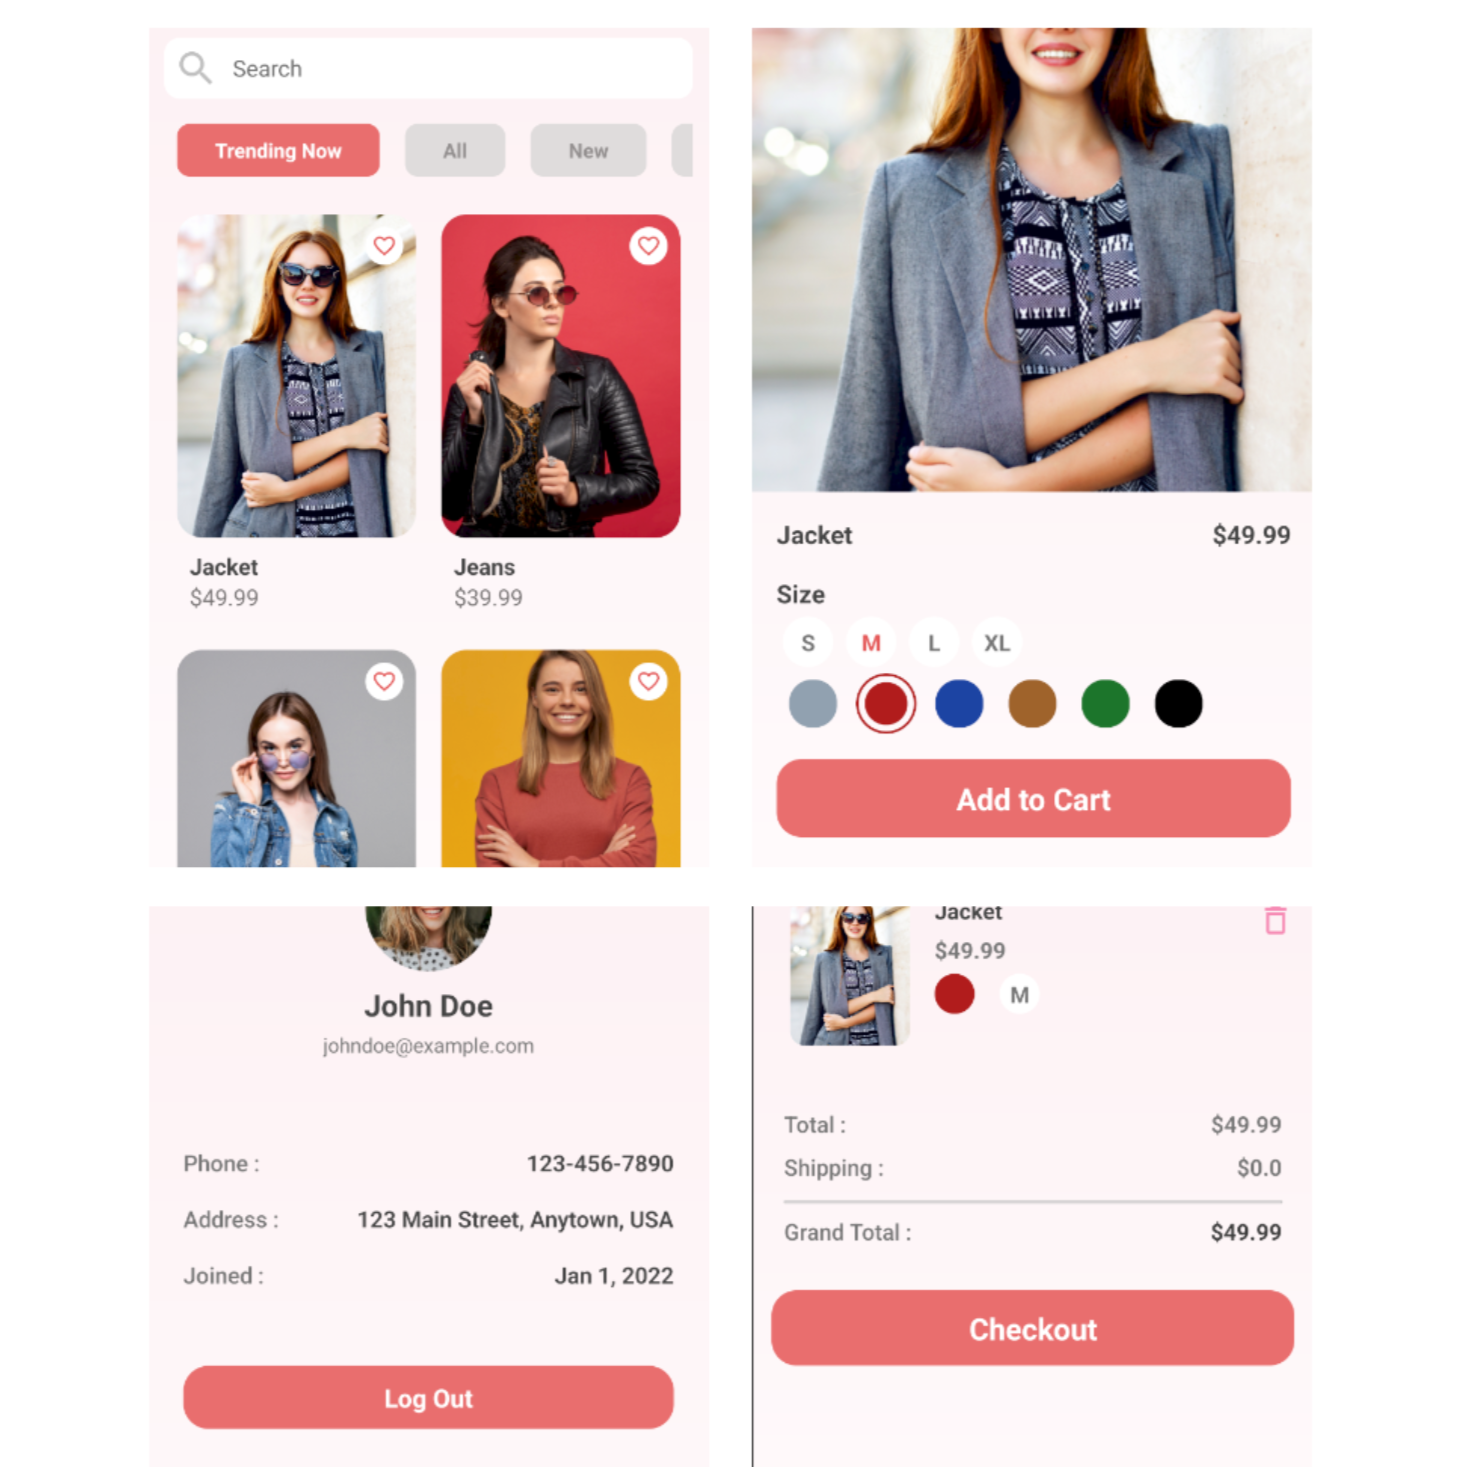 Search
Trending Now All New
Jacket Jeans
$49.99 $39.99
Jacket $49.99
Size
S M L XL
Add to Cart
John Doe
johndoe@example.com
Phone : 123-456-7890
Address : 123 Main Street, Anytown, USA
Joined : Jan 1, 2022
Log Out
Jacket
$49.99
M
Total : $49.99
Shipping : $0.0
Grand Total : $49.99
Checkout